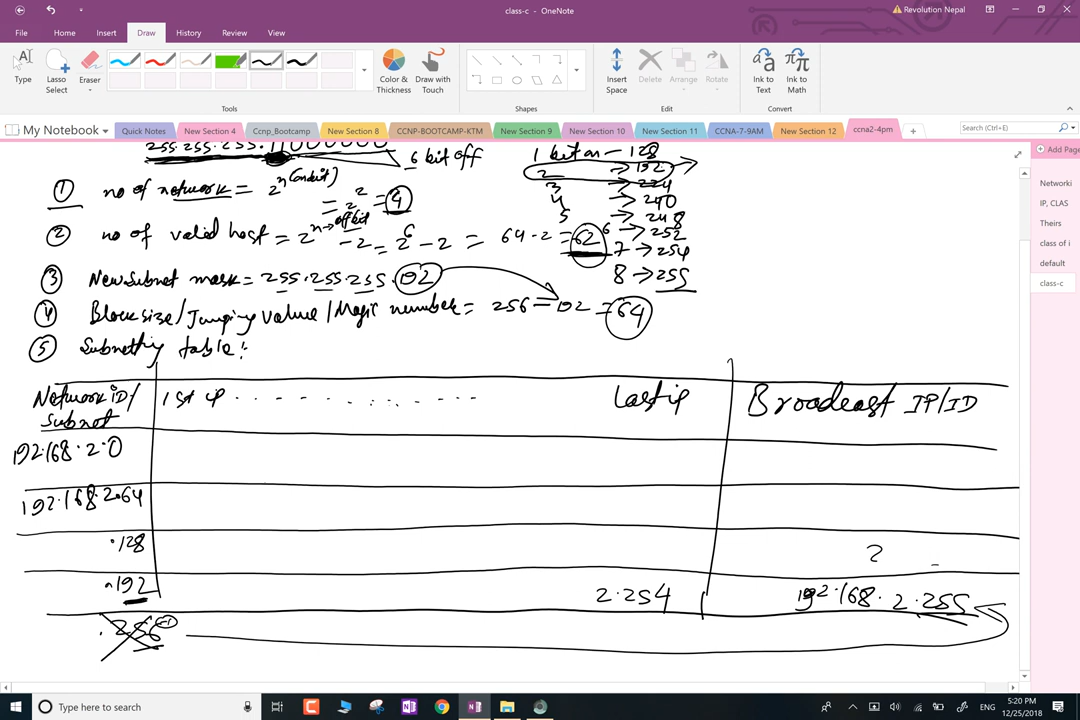 class-c - OneNote
Revolution Nepal
File Home Insert Draw History Review View
Type Lasso Select Eraser Color & Thickness Draw with Touch Insert Space Delete Arrange Rotate Ink to Text Ink to Math
Tools Shapes Edit Convert
My Notebook Quick Notes New Section 4 Ccnp_Bootcamp New Section 8 CCNP-BOOTCAMP-KTM New Section 9 New Section 10 New Section 11 CCNA-7-9AM New Section 12 ccna2-4pm + Search (Ctrl+E)
Add Page
Networki
IP, CLAS
Theirs
class of i
default
class-c
255.255.255.11000000
6 bit off
1 bit on - 128
2 → 192 →
3 → 224
4 → 240
5 → 248
6 → 252
7 → 254
8 → 255
① no of network = 2^n (on bit)
= 2^2 = 4
② no of valid host = 2^n → off bit - 2 = 2^6 - 2 = 64 - 2 = 62
③ New Subnet mask = 255.255.255.192
④ Block size/Jumping value/Magic number = 256 - 192 = 64
⑤ Subnetting table:
Network ID/ Subnet 1st ip . . . . . . . . . . Last ip Broadcast IP/ID
192.168.2.0
192.168.2.64
.128 2
.192 2.254 192.168.2.255
.256 -1
Type here to search
ENG 5:20 PM
12/25/2018